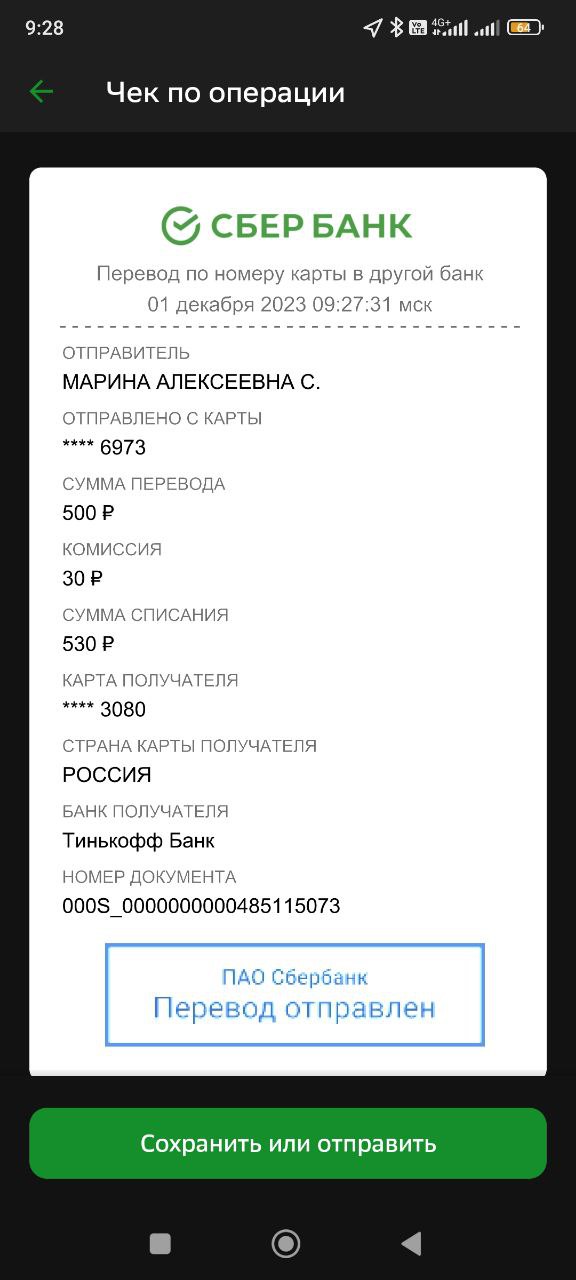 9:28
Vo LTE 4G+ 64
Чек по операции
СБЕР БАНК
Перевод по номеру карты в другой банк
01 декабря 2023 09:27:31 мск
ОТПРАВИТЕЛЬ
МАРИНА АЛЕКСЕЕВНА С.
ОТПРАВЛЕНО С КАРТЫ
**** 6973
СУММА ПЕРЕВОДА
500 ₽
КОМИССИЯ
30 ₽
СУММА СПИСАНИЯ
530 ₽
КАРТА ПОЛУЧАТЕЛЯ
**** 3080
СТРАНА КАРТЫ ПОЛУЧАТЕЛЯ
РОССИЯ
БАНК ПОЛУЧАТЕЛЯ
Тинькофф Банк
НОМЕР ДОКУМЕНТА
000S_0000000000485115073
ПАО Сбербанк
Перевод отправлен
Сохранить или отправить